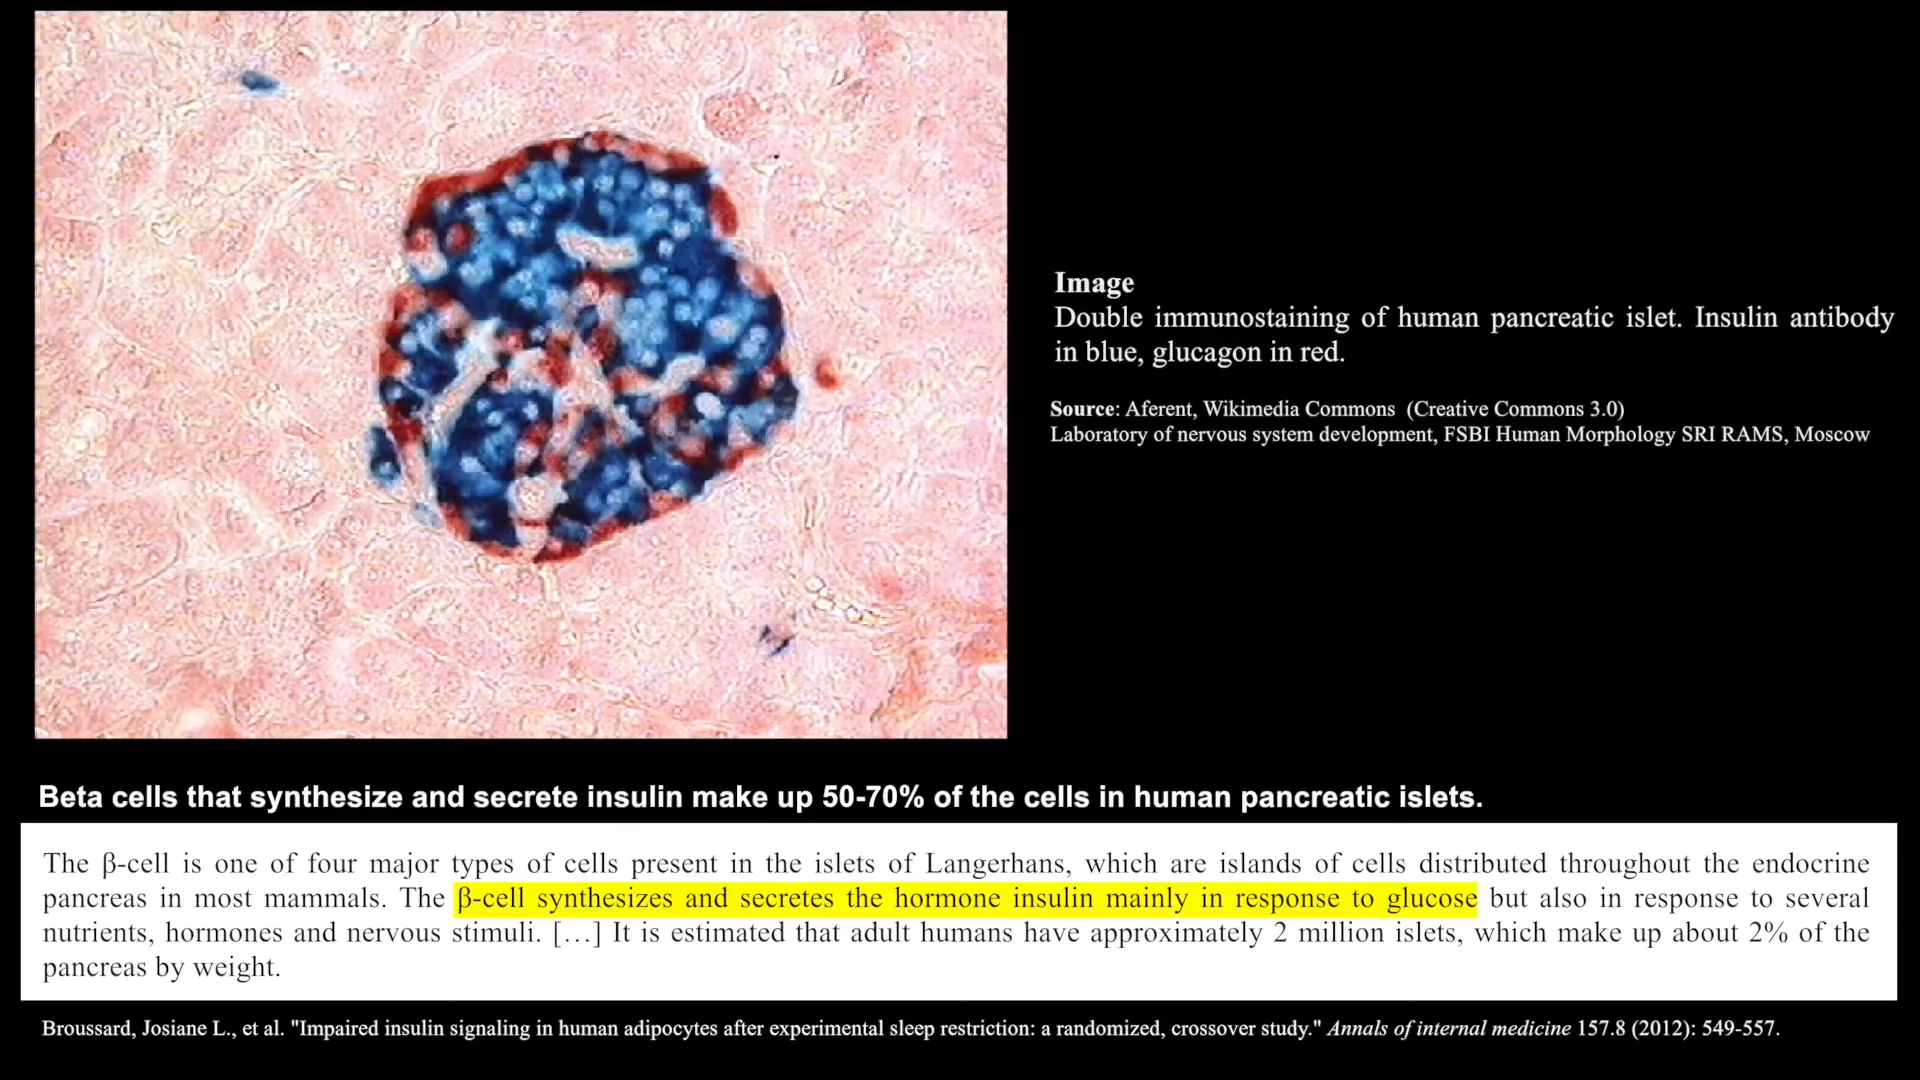 Image
Double immunostaining of human pancreatic islet. Insulin antibody
in blue, glucagon in red.
Source: Aferent, Wikimedia Commons (Creative Commons 3.0)
Laboratory of nervous system development, FSBI Human Morphology SRI RAMS, Moscow
Beta cells that synthesize and secrete insulin make up 50-70% of the cells in human pancreatic islets.
The β-cell is one of four major types of cells present in the islets of Langerhans, which are islands of cells distributed throughout the endocrine
pancreas in most mammals. The β-cell synthesizes and secretes the hormone insulin mainly in response to glucose but also in response to several
nutrients, hormones and nervous stimuli. […] It is estimated that adult humans have approximately 2 million islets, which make up about 2% of the
pancreas by weight.
Broussard, Josiane L., et al. "Impaired insulin signaling in human adipocytes after experimental sleep restriction: a randomized, crossover study." Annals of internal medicine 157.8 (2012): 549-557.